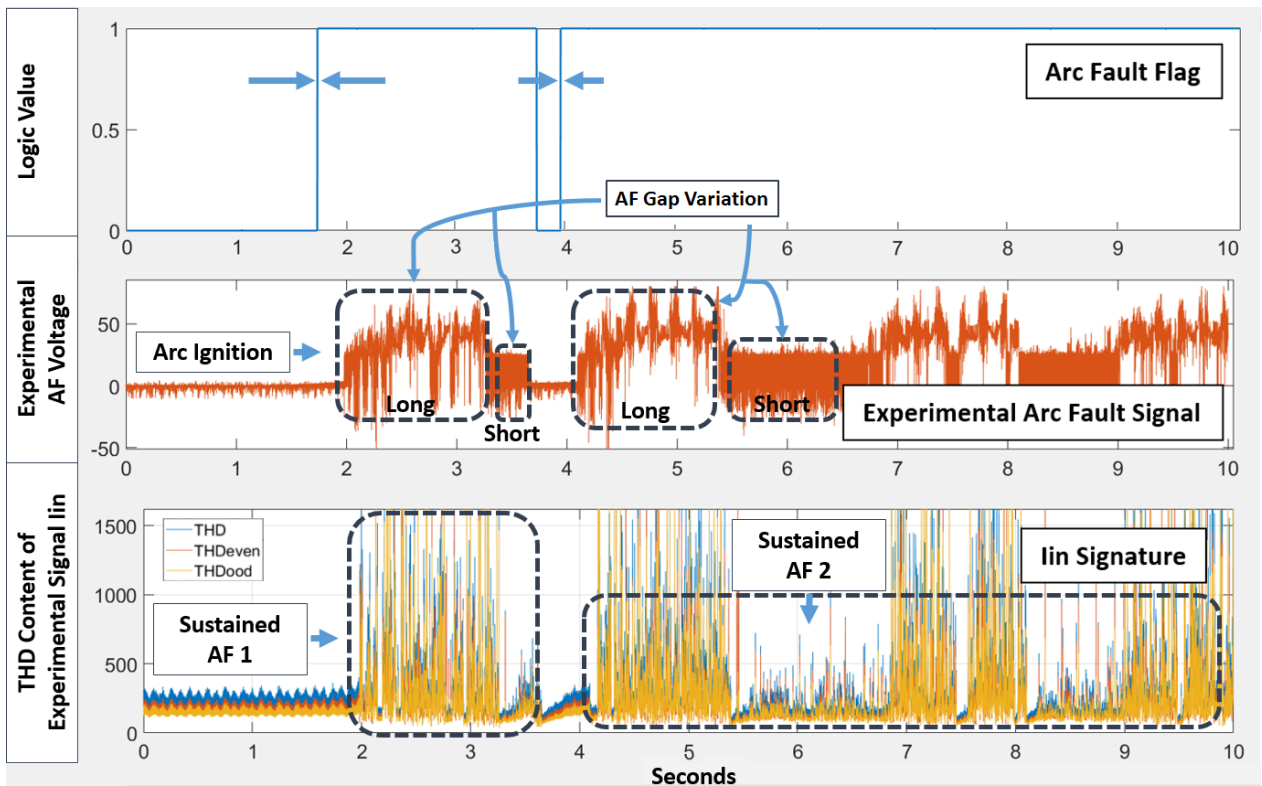 Logic Value
1
0.5
0
Arc Fault Flag
0 1 2 3 4 5 6 7 8 9 10
AF Gap Variation
Experimental
AF Voltage
50
0
-50
Arc Ignition
Long
Short
Long
Short
Experimental Arc Fault Signal
0 1 2 3 4 5 6 7 8 9 10
THD Content of
Experimental Signal Iin
1500
1000
500
0
THD
THDeven
THDood
Sustained
AF 1
Sustained
AF 2
Iin Signature
0 1 2 3 4 5 6 7 8 9 10
Seconds